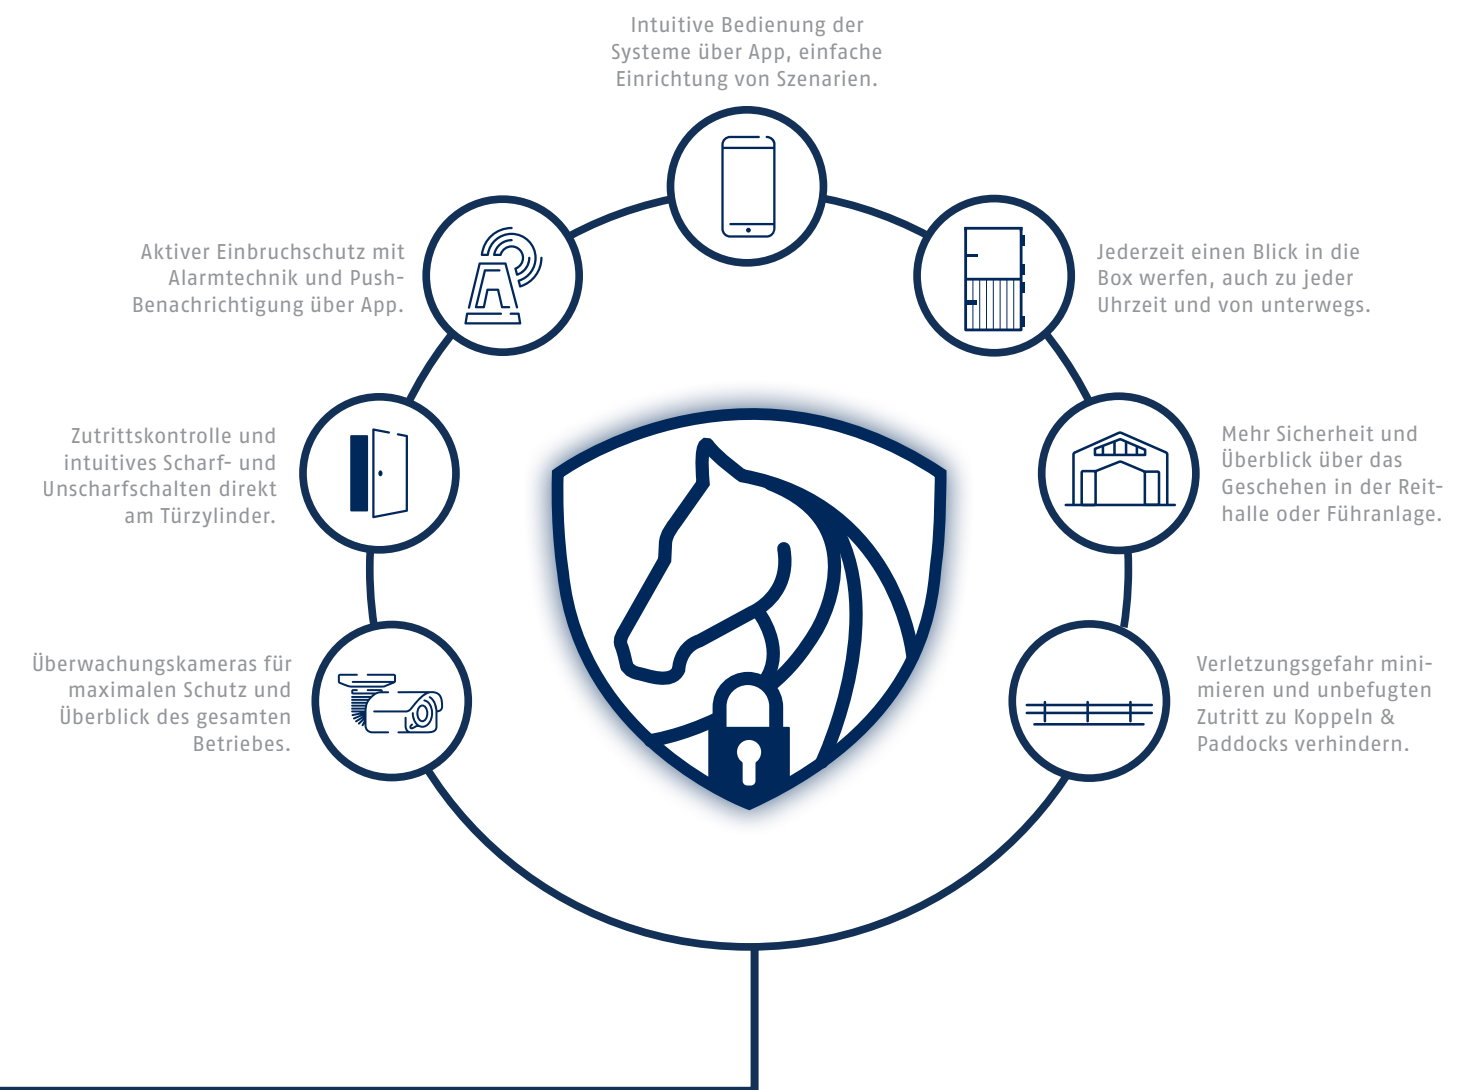 Intuitive Bedienung der
Systeme über App, einfache
Einrichtung von Szenarien.
Aktiver Einbruchschutz mit
Alarmtechnik und Push-
Benachrichtigung über App.
Jederzeit einen Blick in die
Box werfen, auch zu jeder
Uhrzeit und von unterwegs.
Zutrittskontrolle und
intuitives Scharf- und
Unscharfschalten direkt
am Türzylinder.
Mehr Sicherheit und
Überblick über das
Geschehen in der Reit-
halle oder Führanlage.
Überwachungskameras für
maximalen Schutz und
Überblick des gesamten
Betriebes.
Verletzungsgefahr mini-
mieren und unbefugten
Zutritt zu Koppeln &
Paddocks verhindern.